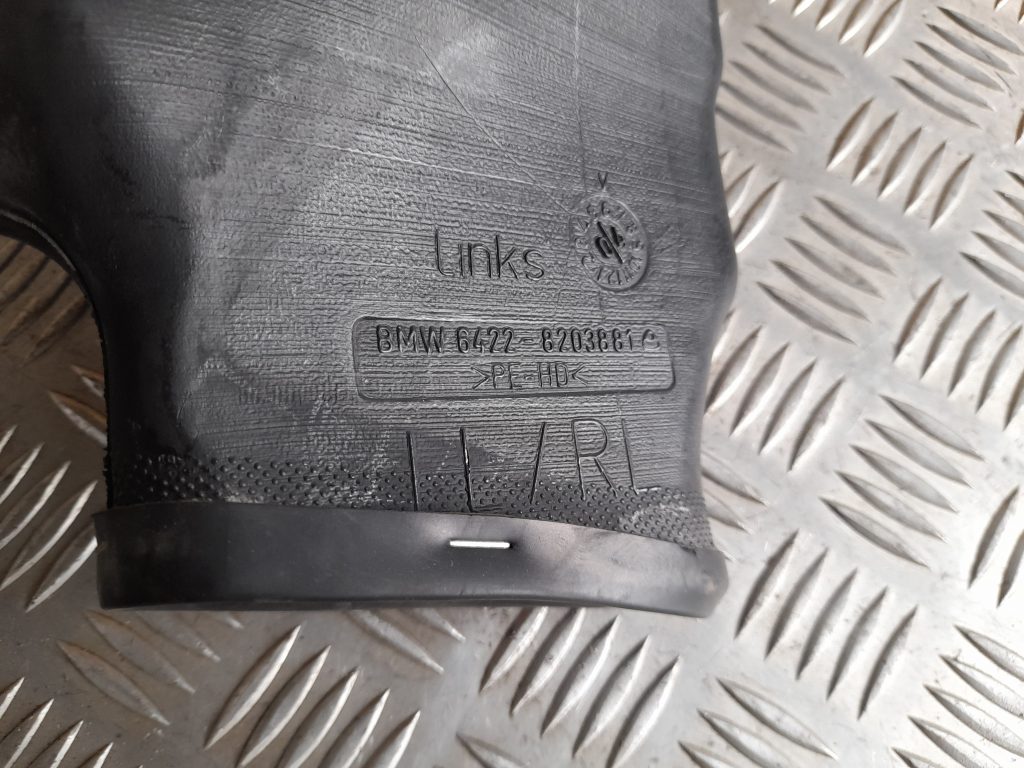 Links
BMW 6422-8203881
>PE-HD<
LL/RL